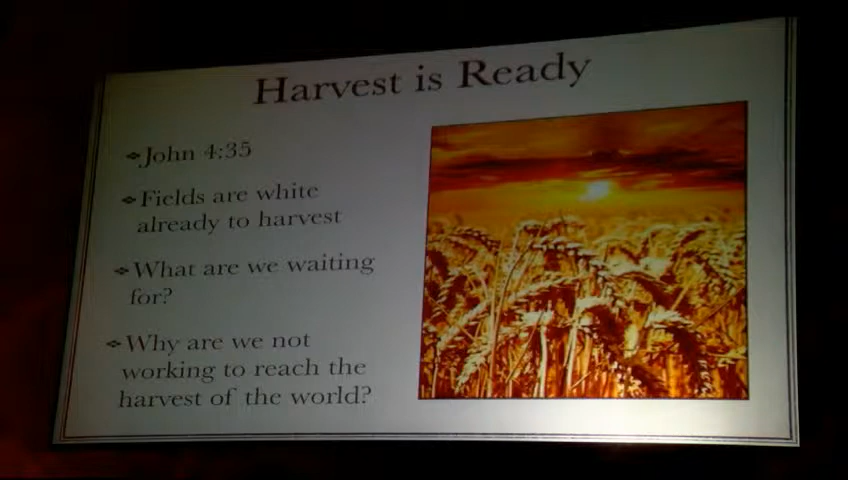 Harvest is Ready
John 4:35
Fields are white
already to harvest
What are we waiting
for?
Why are we not
working to reach the
harvest of the world?